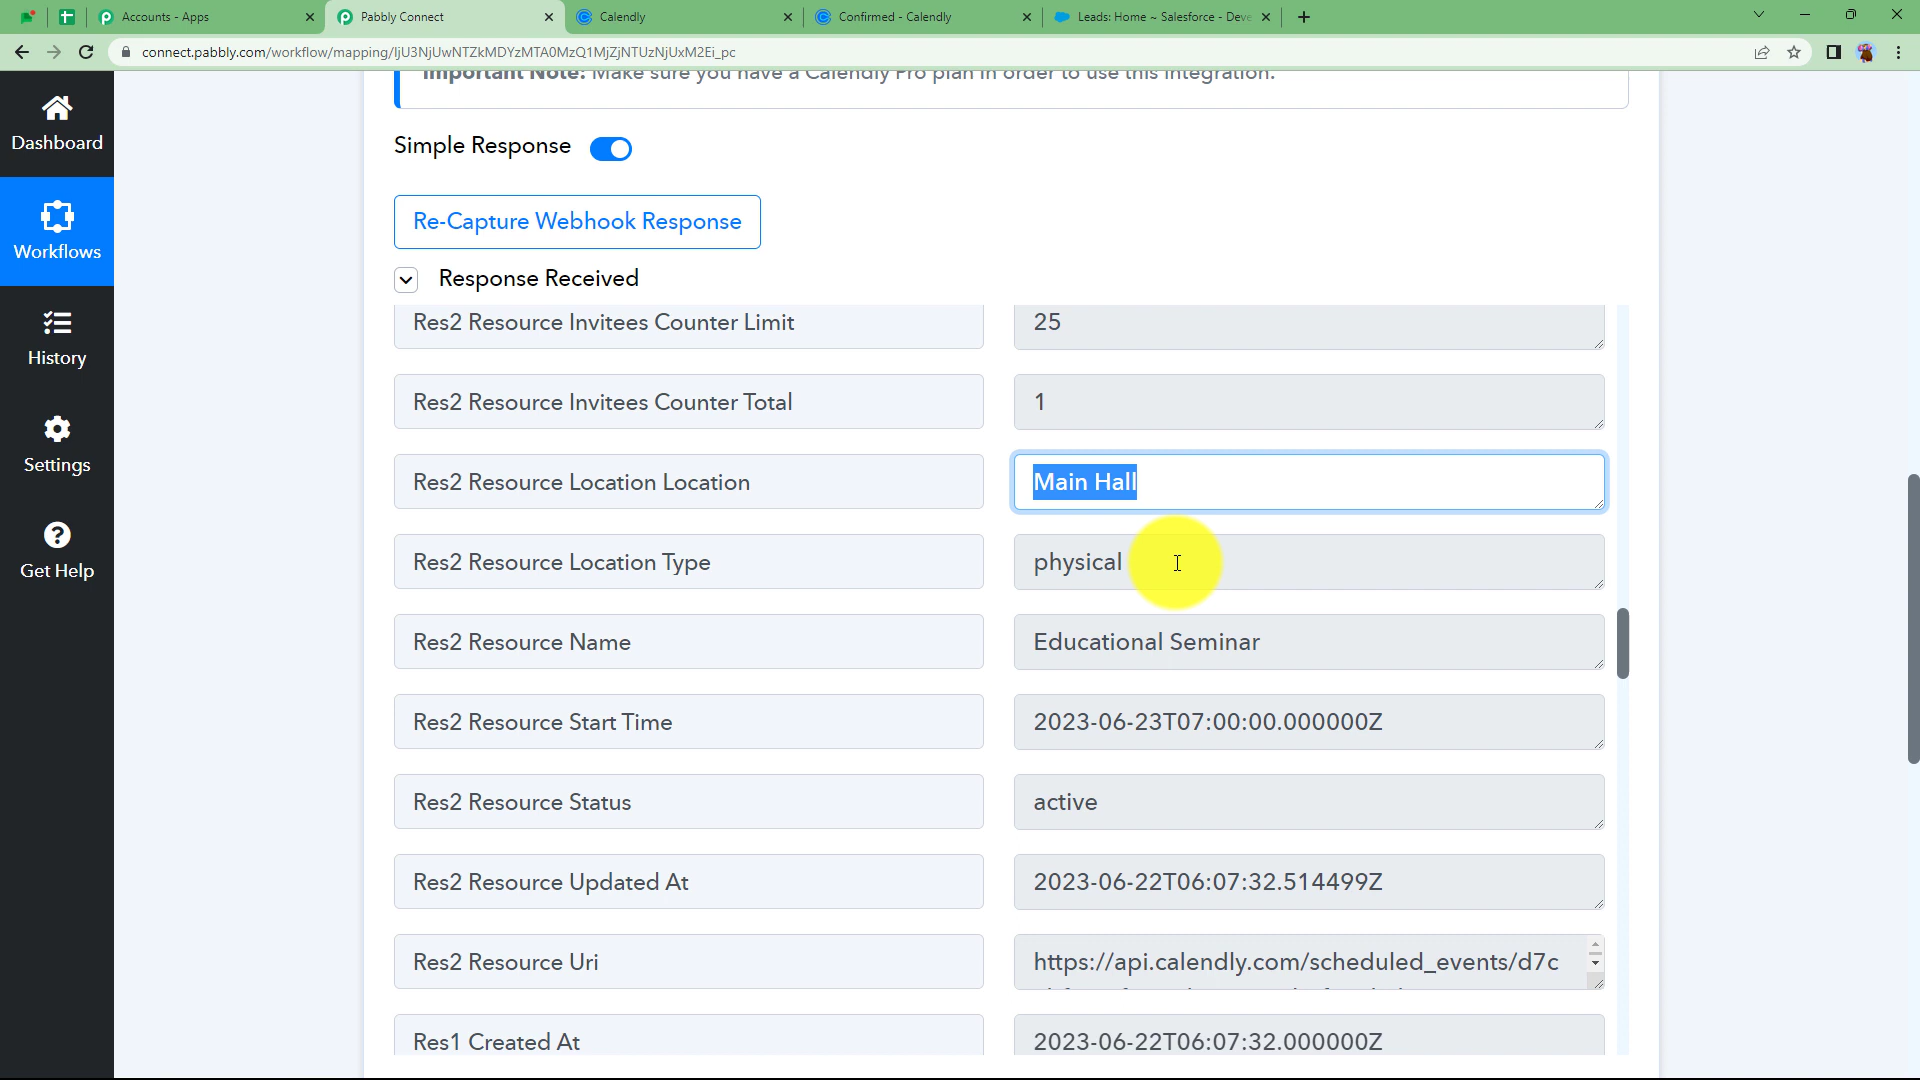 Accounts - Apps
Pabbly Connect
Calendly
Confirmed - Calendly
Leads: Home ~ Salesforce - Deve
connect.pabbly.com/workflow/mapping/IjU3NjUwNTZkMDYzMTA0MzQ1MjZjNTUzNjUxM2Ei_pc
Important Note: Make sure you have a Calendly Pro plan in order to use this integration.
Dashboard
Workflows
History
Settings
Get Help
Simple Response
Re-Capture Webhook Response
Response Received
Res2 Resource Invitees Counter Limit
25
Res2 Resource Invitees Counter Total
1
Res2 Resource Location Location
Main Hall
Res2 Resource Location Type
physical
Res2 Resource Name
Educational Seminar
Res2 Resource Start Time
2023-06-23T07:00:00.000000Z
Res2 Resource Status
active
Res2 Resource Updated At
2023-06-22T06:07:32.514499Z
Res2 Resource Uri
https://api.calendly.com/scheduled_events/d7c
Res1 Created At
2023-06-22T06:07:32.000000Z